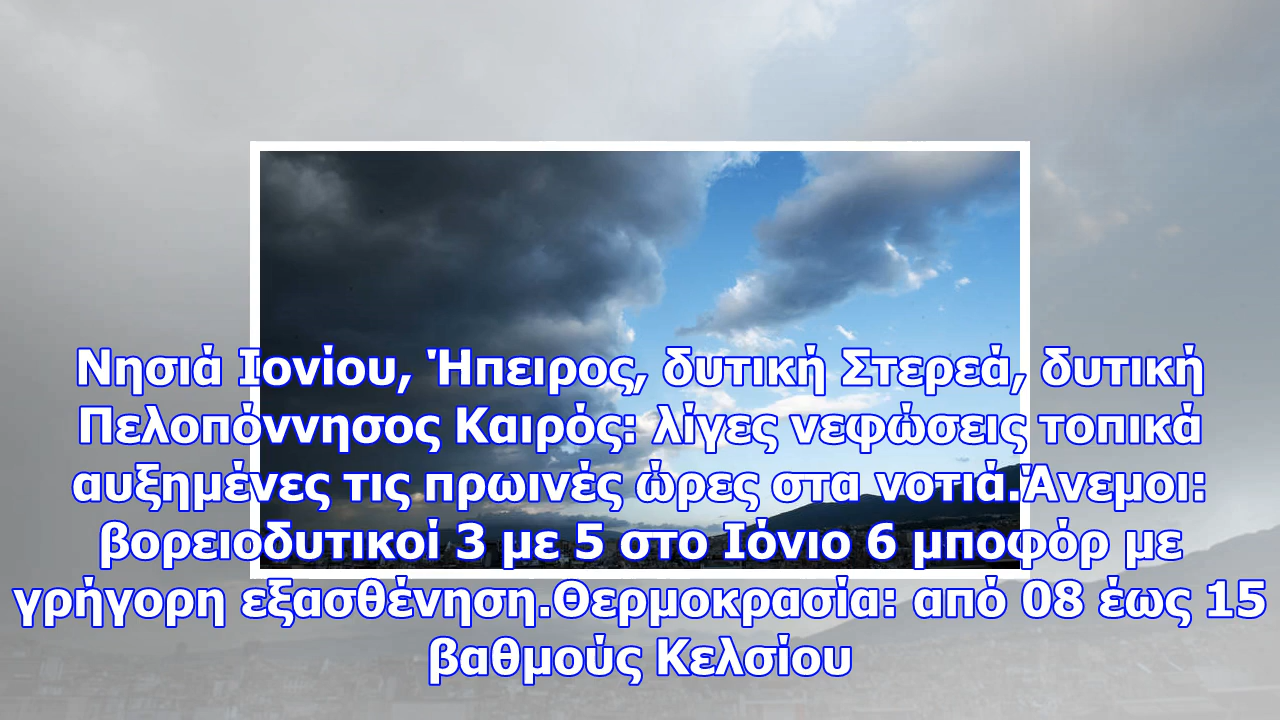 Νησιά Ιονίου, Ήπειρος, δυτική Στερεά, δυτική
Πελοπόννησος Καιρός: λίγες νεφώσεις τοπικά
αυξημένες τις πρωινές ώρες στα νοτιά.Άνεμοι:
βορειοδυτικοί 3 με 5 στο Ιόνιο 6 μποφόρ με
γρήγορη εξασθένηση.Θερμοκρασία: από 08 έως 15
βαθμούς Κελσίου